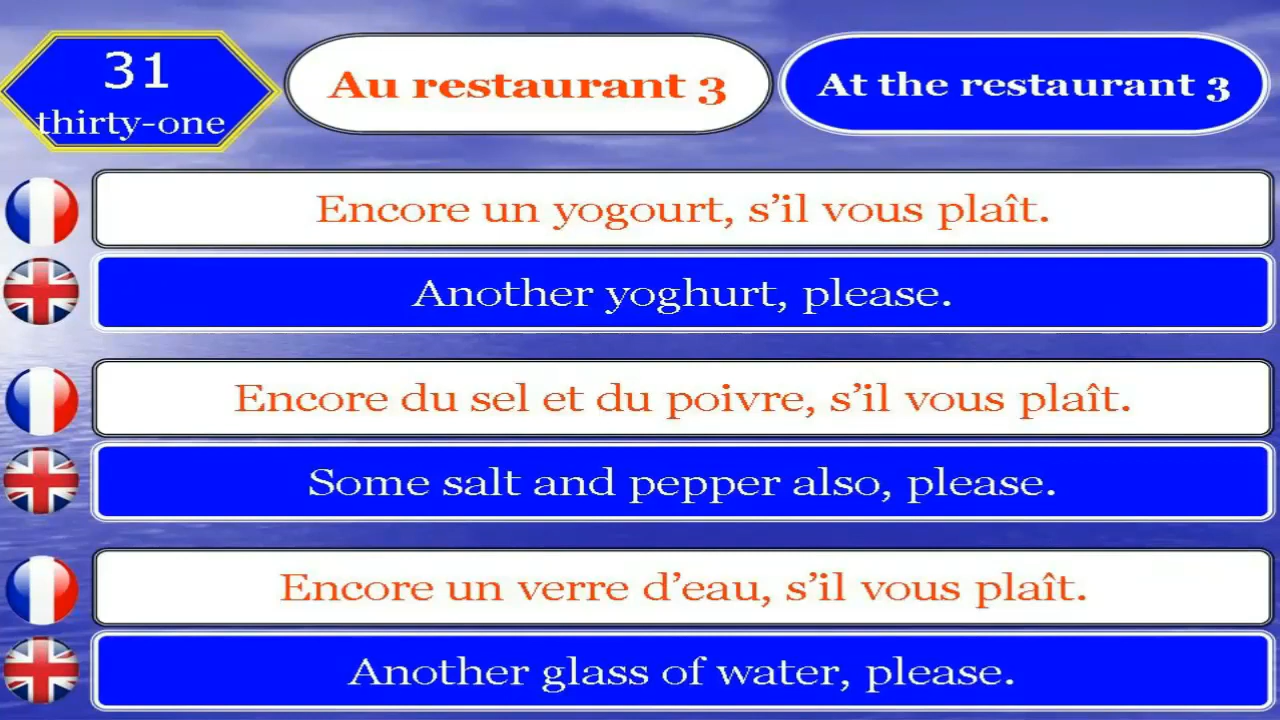 31
thirty-one
Au restaurant 3
At the restaurant 3
Encore un yogourt, s’il vous plaît.
Another yoghurt, please.
Encore du sel et du poivre, s’il vous plaît.
Some salt and pepper also, please.
Encore un verre d’eau, s’il vous plaît.
Another glass of water, please.